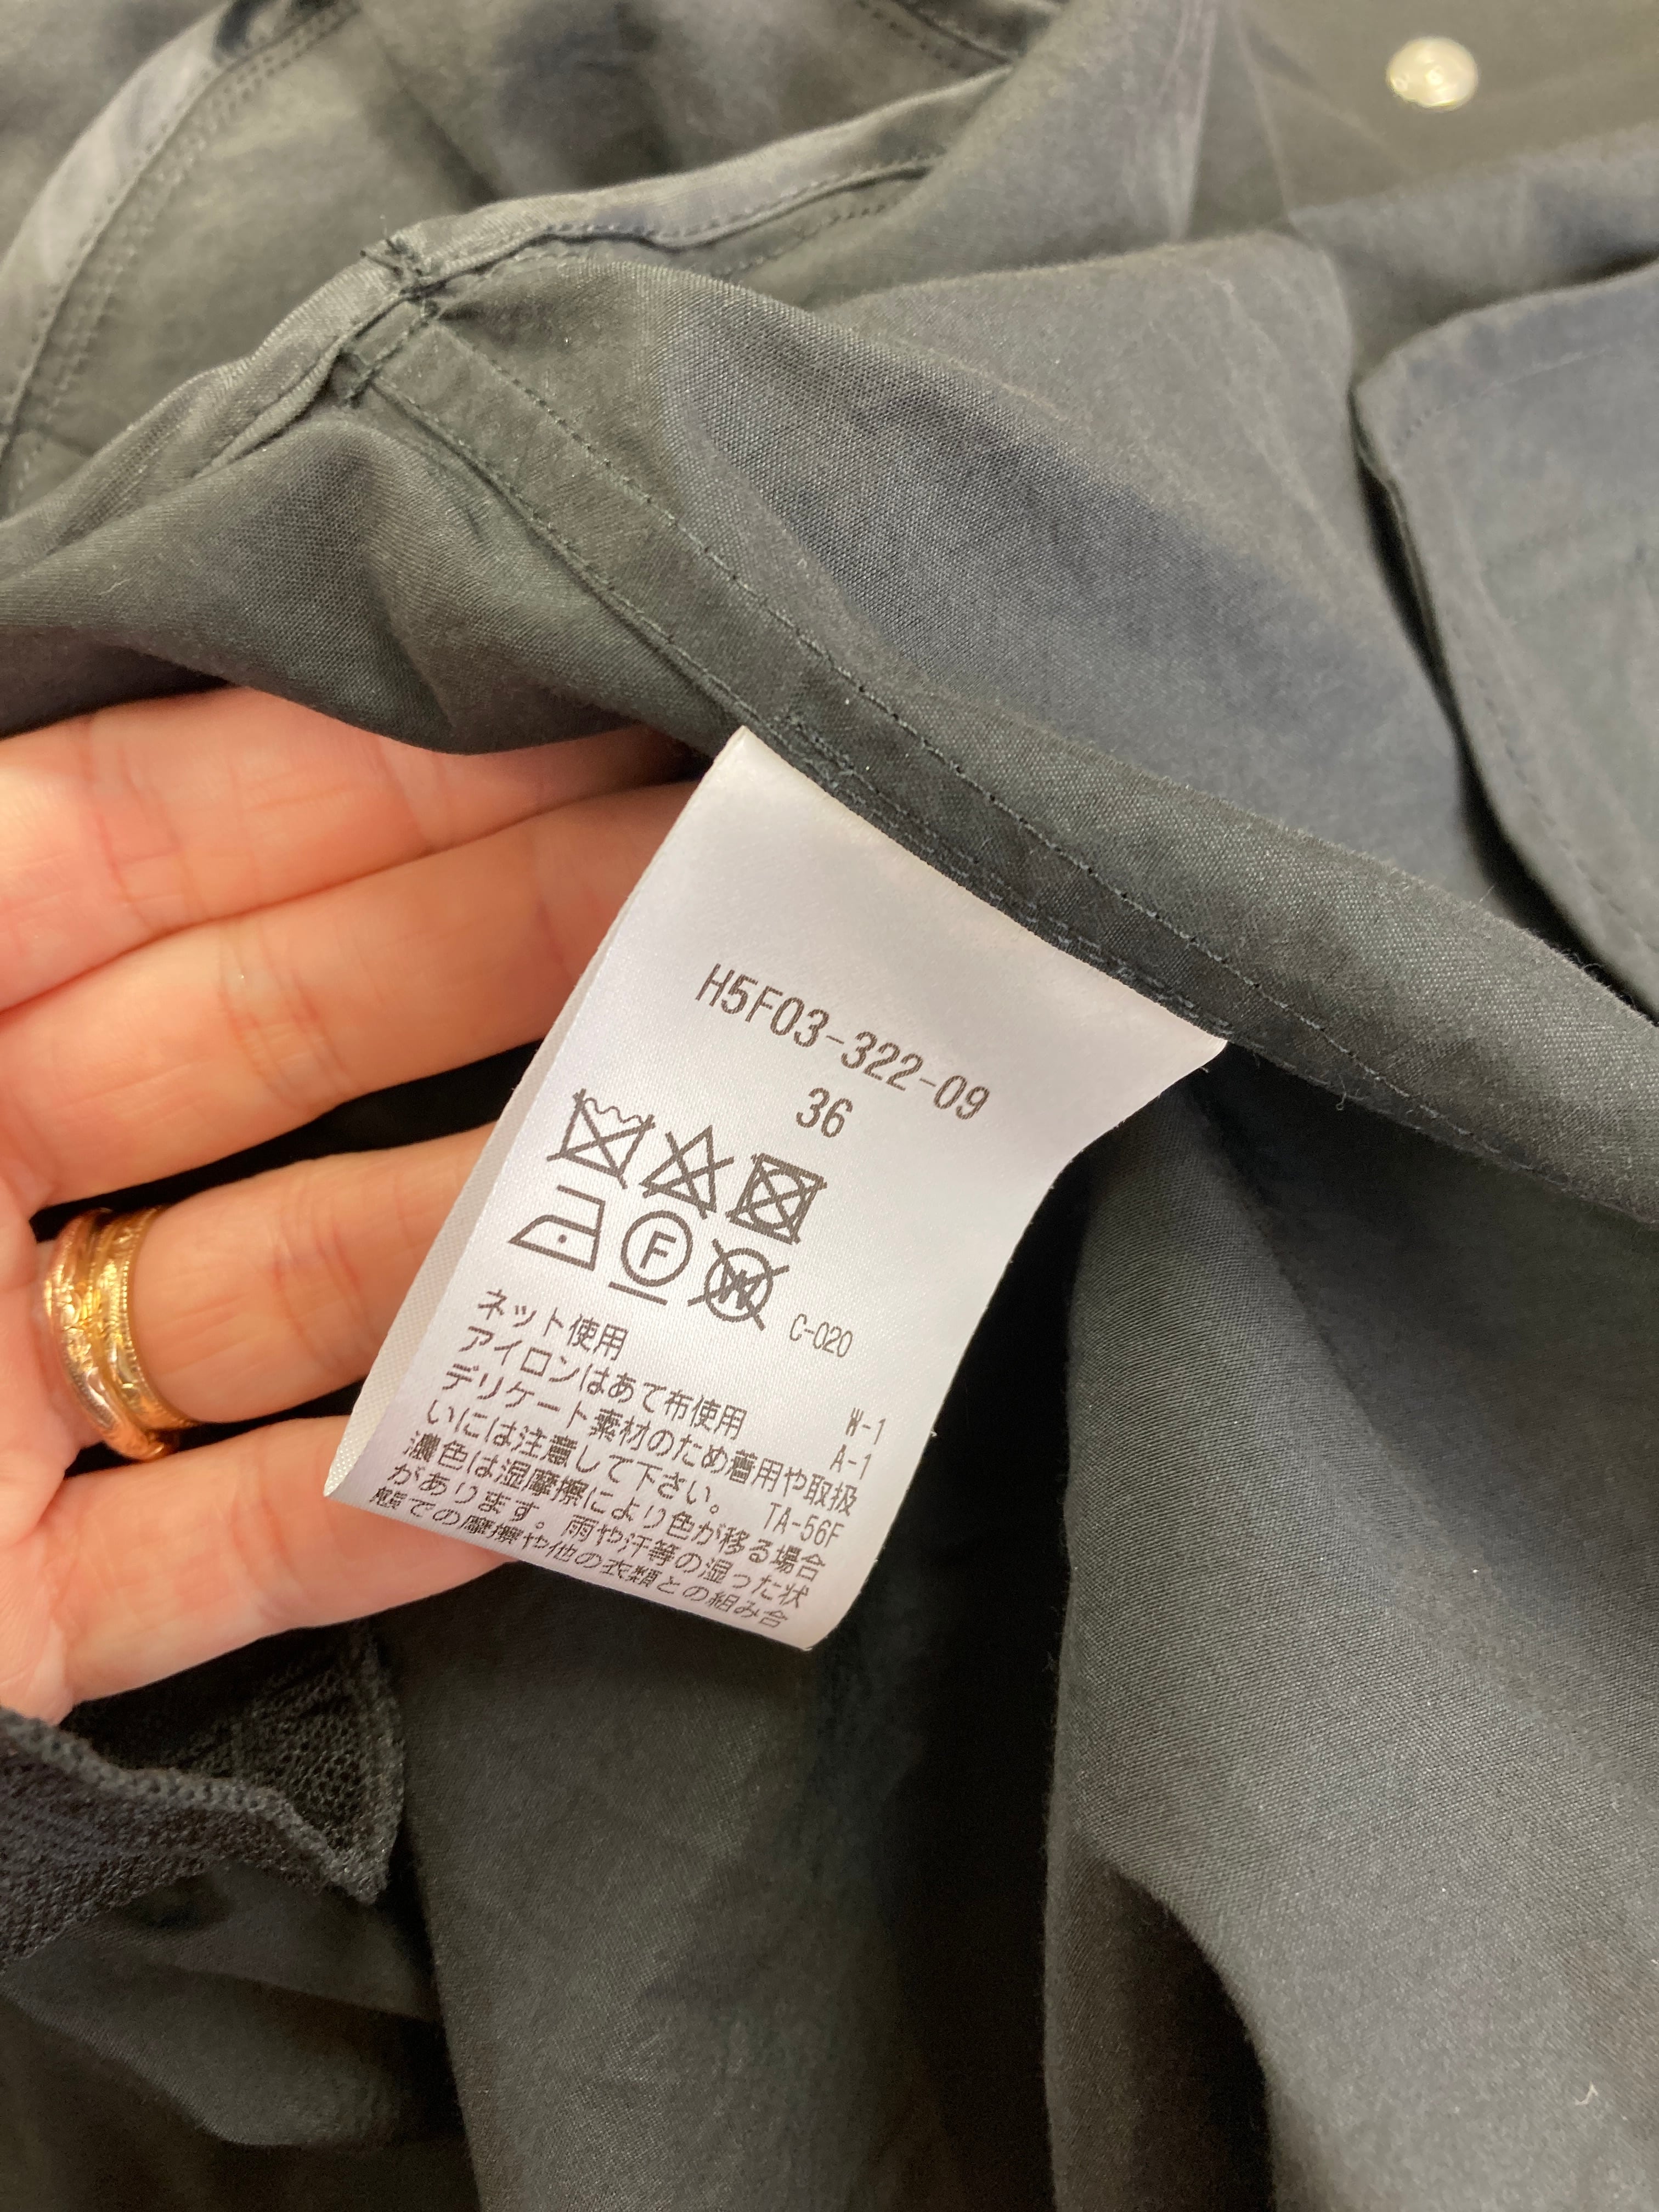 H5F03-322-09
36
F
W
C-020
ネット使用
W-1
アイロンはあて布使用
A-1
デリケート素材のため着用や取扱
いには注意して下さい。 TA-56F
濃色は湿摩擦により色が移る場合
があります。雨や汗等の湿った状
態での摩擦や他の衣類との組み合